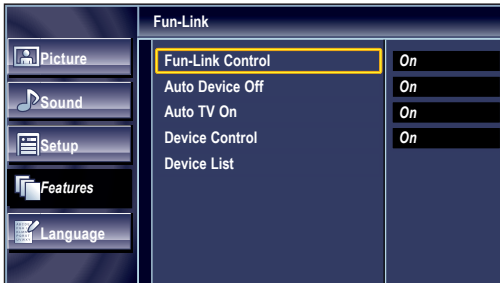 Fun-Link
Picture
Sound
Setup
Features
Language
Fun-Link Control On
Auto Device Off On
Auto TV On On
Device Control On
Device List